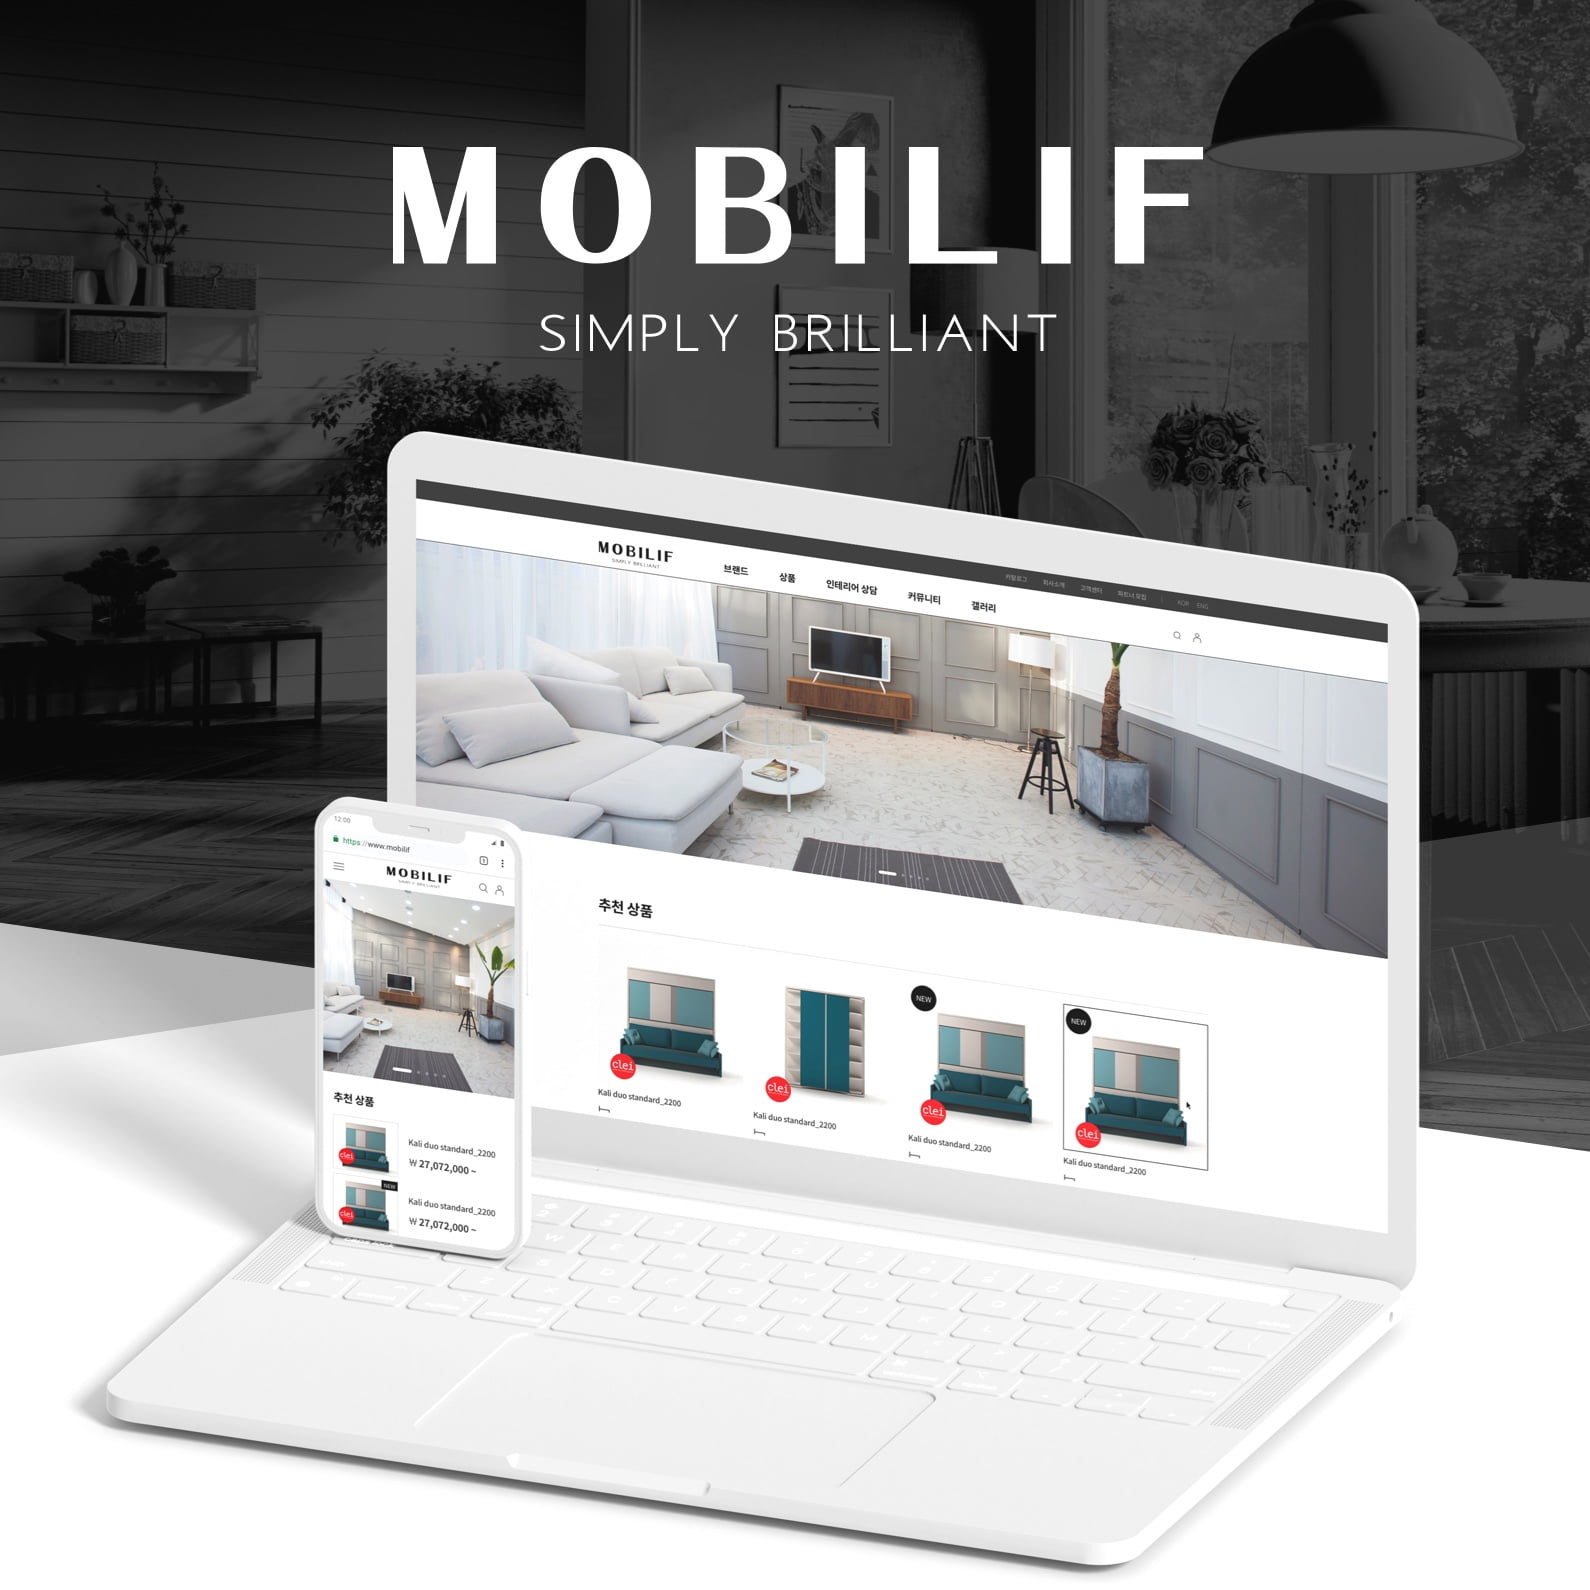 MOBILIF
SIMPLY BRILLIANT
카탈로그 회사소개 고객센터 파트너 모집 | KOR ENG
MOBILIF
SIMPLY BRILLIANT
브랜드 상품 인테리어 상담 커뮤니티 갤러리
추천 상품
NEW
NEW
clei
clei
clei
clei
Kali duo standard_2200
Kali duo standard_2200
Kali duo standard_2200
Kali duo standard_2200
12:00
https://www.mobilif
MOBILIF
SIMPLY BRILLIANT
추천 상품
clei
Kali duo standard_2200
₩ 27,072,000 ~
NEW
clei
Kali duo standard_2200
₩ 27,072,000 ~